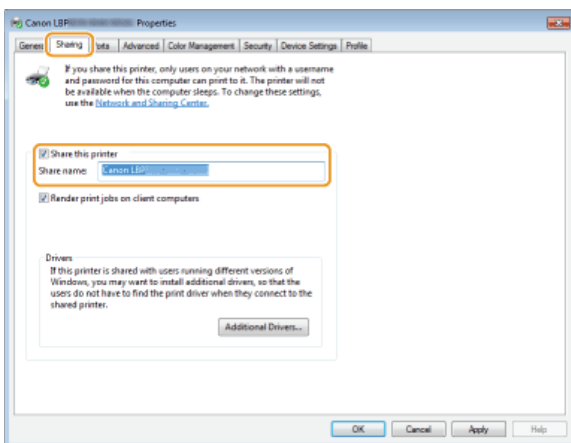 Canon LBP Properties
General Sharing Ports Advanced Color Management Security Device Settings Profile
If you share this printer, only users on your network with a username
and password for this computer can print to it. The printer will not
be available when the computer sleeps. To change these settings,
use the Network and Sharing Center.
Share this printer
Share name: Canon LBP
Render print jobs on client computers
Drivers
If this printer is shared with users running different versions of
Windows, you may want to install additional drivers, so that the
users do not have to find the print driver when they connect to the
shared printer.
Additional Drivers...
OK Cancel Apply Help